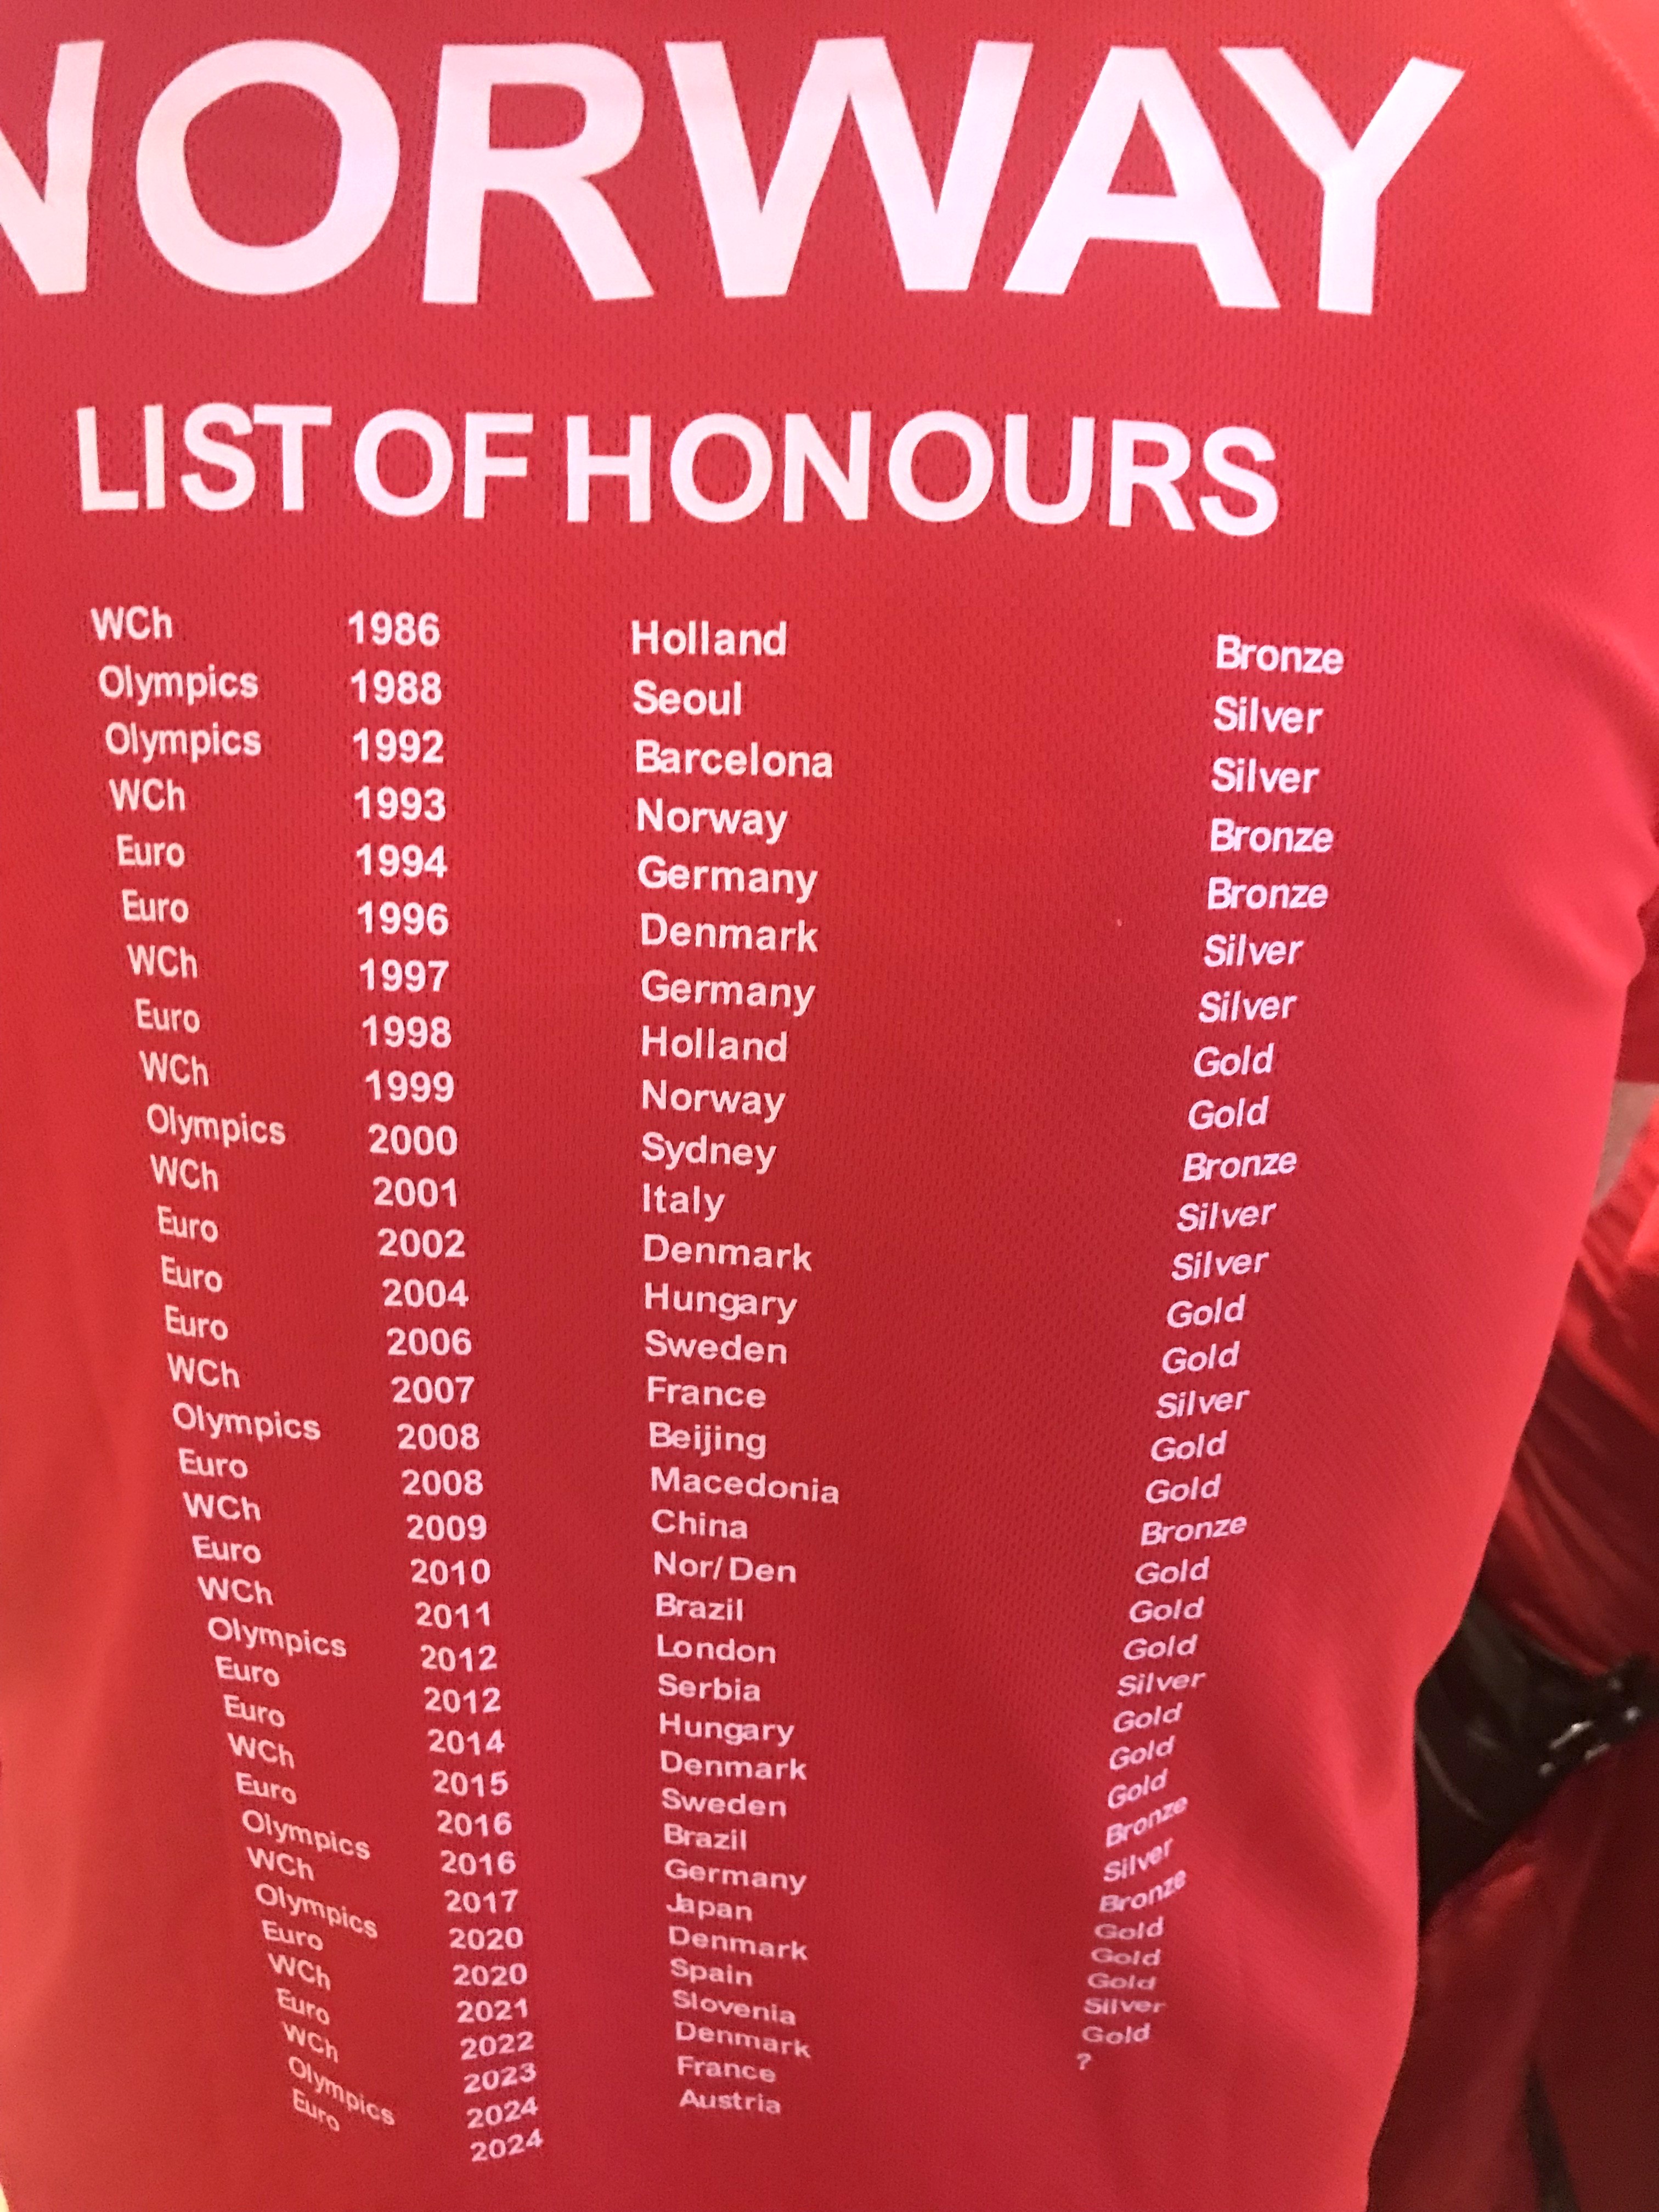 NORWAY
LIST OF HONOURS
WCh 1986 Holland Bronze
Olympics 1988 Seoul Silver
Olympics 1992 Barcelona Silver
WCh 1993 Norway Bronze
Euro 1994 Germany Bronze
Euro 1996 Denmark Silver
WCh 1997 Germany Silver
Euro 1998 Holland Gold
WCh 1999 Norway Gold
Olympics 2000 Sydney Bronze
WCh 2001 Italy Silver
Euro 2002 Denmark Silver
Euro 2004 Hungary Gold
Euro 2006 Sweden Gold
WCh 2007 France Silver
Olympics 2008 Beijing Gold
Euro 2008 Macedonia Gold
WCh 2009 China Bronze
Euro 2010 Nor/Den Gold
WCh 2011 Brazil Gold
Olympics 2012 London Gold
Euro 2012 Serbia Silver
Euro 2014 Hungary Gold
WCh 2015 Denmark Gold
Euro 2016 Sweden Gold
Olympics 2016 Brazil Bronze
WCh 2017 Germany Silver
Olympics 2020 Japan Bronze
Euro 2020 Denmark Gold
WCh 2021 Spain Gold
Euro 2022 Slovenia Gold
WCh 2023 Denmark Silver
Olympics 2024 France Gold
Euro 2024 Austria ?